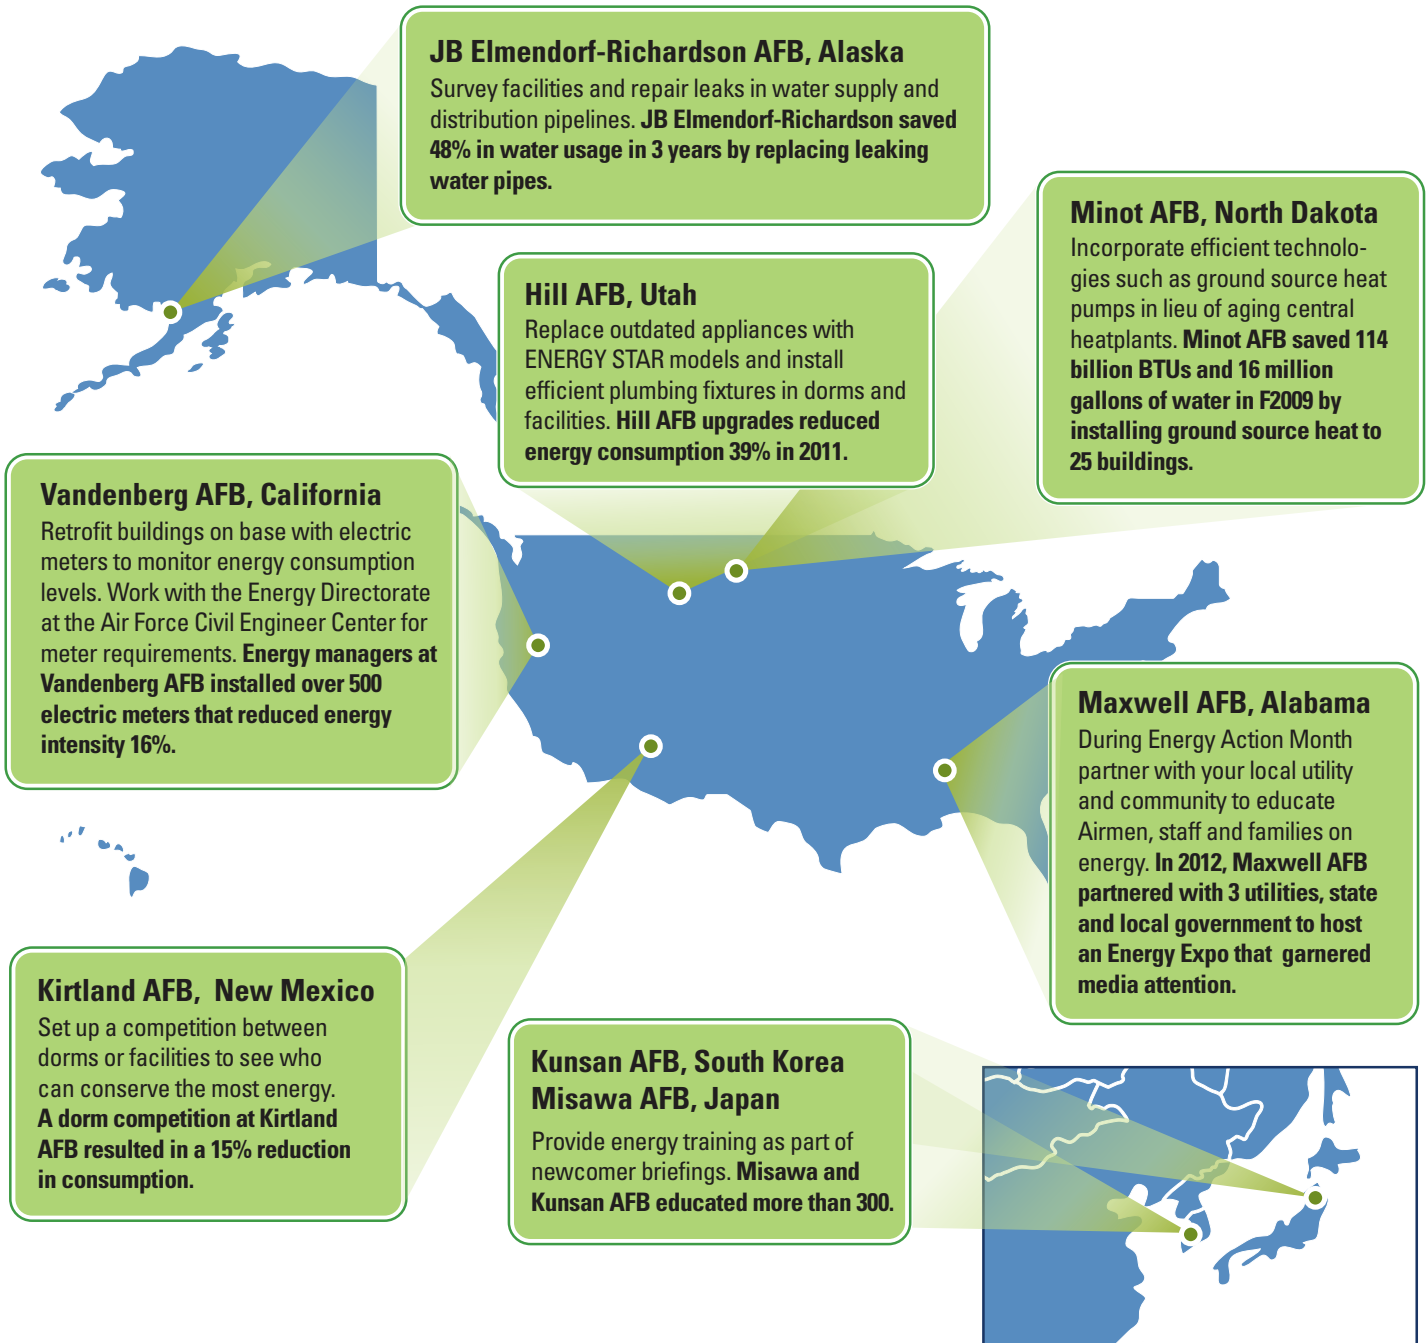 JB Elmendorf-Richardson AFB, Alaska
Survey facilities and repair leaks in water supply and
distribution pipelines. JB Elmendorf-Richardson saved
48% in water usage in 3 years by replacing leaking
water pipes.
Minot AFB, North Dakota
Incorporate efficient technolo-
gies such as ground source heat
pumps in lieu of aging central
heatplants. Minot AFB saved 114
billion BTUs and 16 million
gallons of water in F2009 by
installing ground source heat to
25 buildings.
Hill AFB, Utah
Replace outdated appliances with
ENERGY STAR models and install
efficient plumbing fixtures in dorms and
facilities. Hill AFB upgrades reduced
energy consumption 39% in 2011.
Vandenberg AFB, California
Retrofit buildings on base with electric
meters to monitor energy consumption
levels. Work with the Energy Directorate
at the Air Force Civil Engineer Center for
meter requirements. Energy managers at
Vandenberg AFB installed over 500
electric meters that reduced energy
intensity 16%.
Maxwell AFB, Alabama
During Energy Action Month
partner with your local utility
and community to educate
Airmen, staff and families on
energy. In 2012, Maxwell AFB
partnered with 3 utilities, state
and local government to host
an Energy Expo that garnered
media attention.
Kirtland AFB, New Mexico
Set up a competition between
dorms or facilities to see who
can conserve the most energy.
A dorm competition at Kirtland
AFB resulted in a 15% reduction
in consumption.
Kunsan AFB, South Korea
Misawa AFB, Japan
Provide energy training as part of
newcomer briefings. Misawa and
Kunsan AFB educated more than 300.